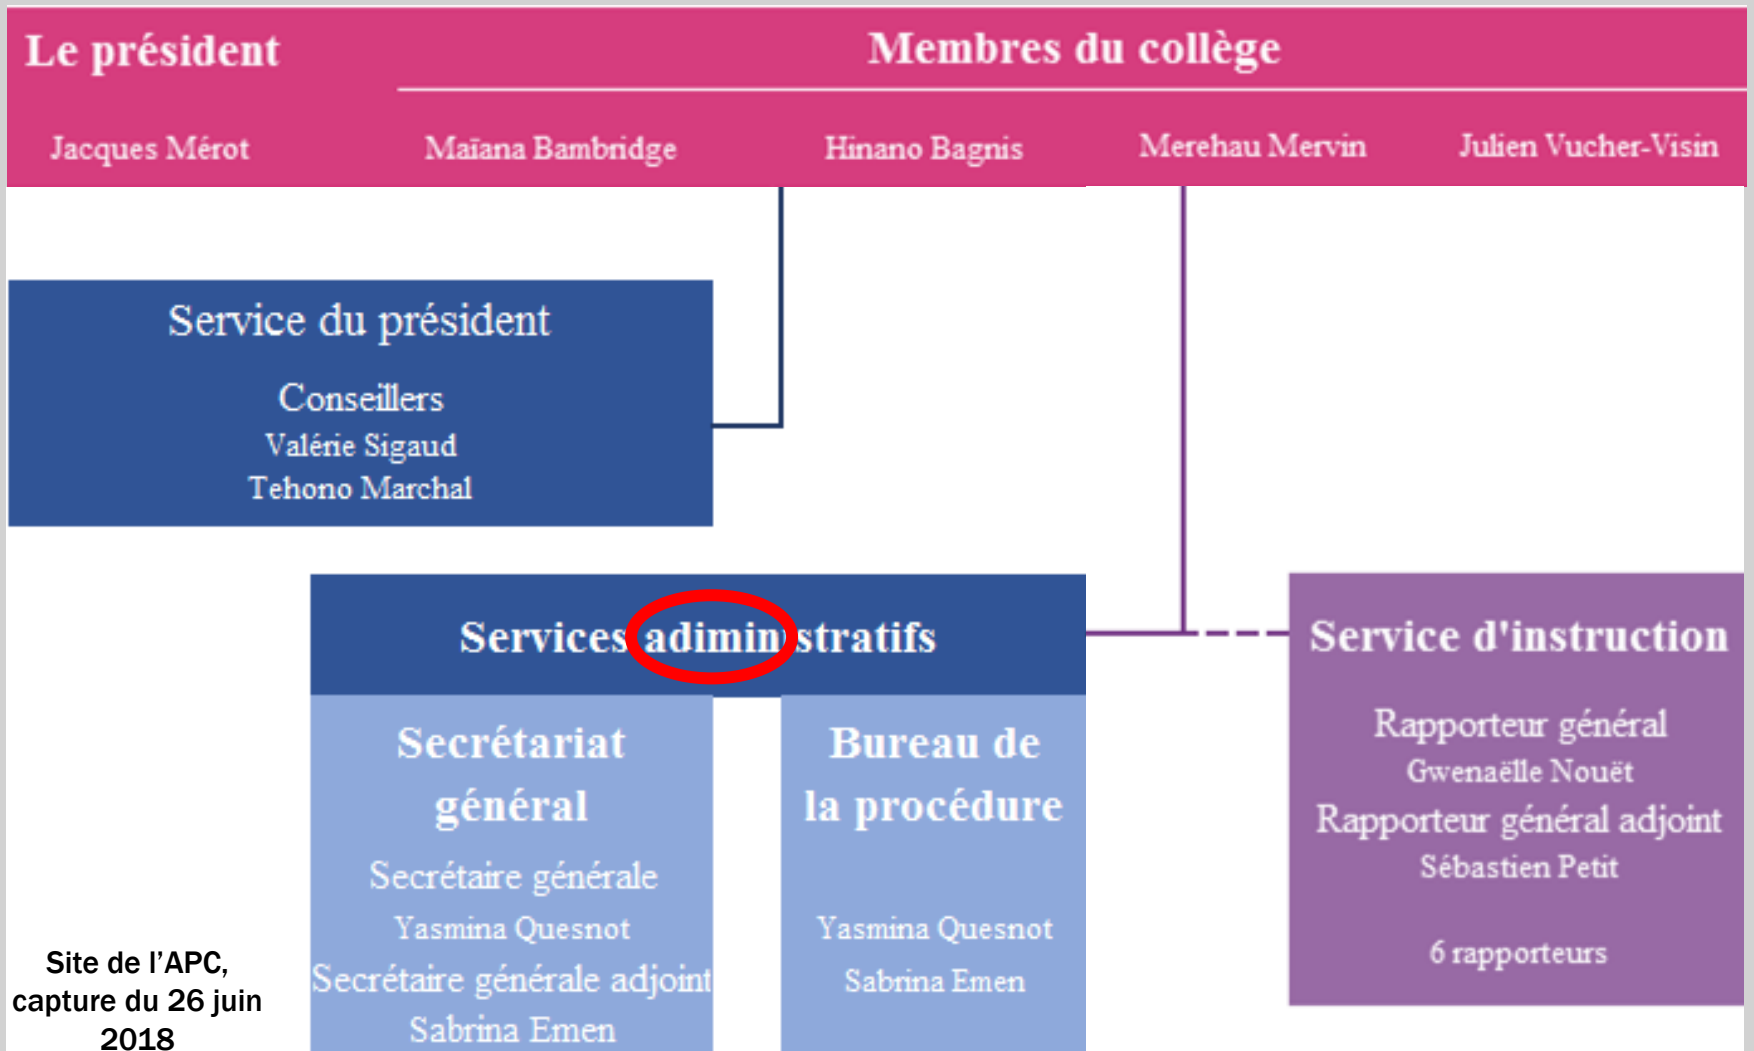 Le président
Membres du collège
Jacques Mérot
Maïana Bambridge
Hinano Bagnis
Merehau Mervin
Julien Vucher-Visin
Service du président
Conseillers
Valérie Sigaud
Tehono Marchal
Services adiministratifs
Secrétariat
général
Secrétaire générale
Yasmina Quesnot
Secrétaire générale adjoint
Sabrina Emen
Bureau de
la procédure
Yasmina Quesnot
Sabrina Emen
Service d'instruction
Rapporteur général
Gwenaëlle Nouët
Rapporteur général adjoint
Sébastien Petit
6 rapporteurs
Site de l’APC,
capture du 26 juin
2018